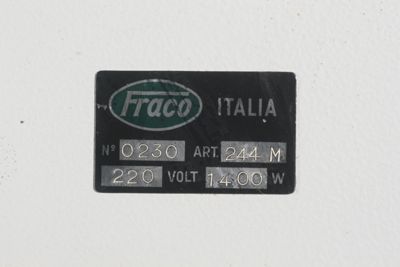 Fraco ITALIA
Nº 0230 ART. 244 M
220 VOLT 1400 W